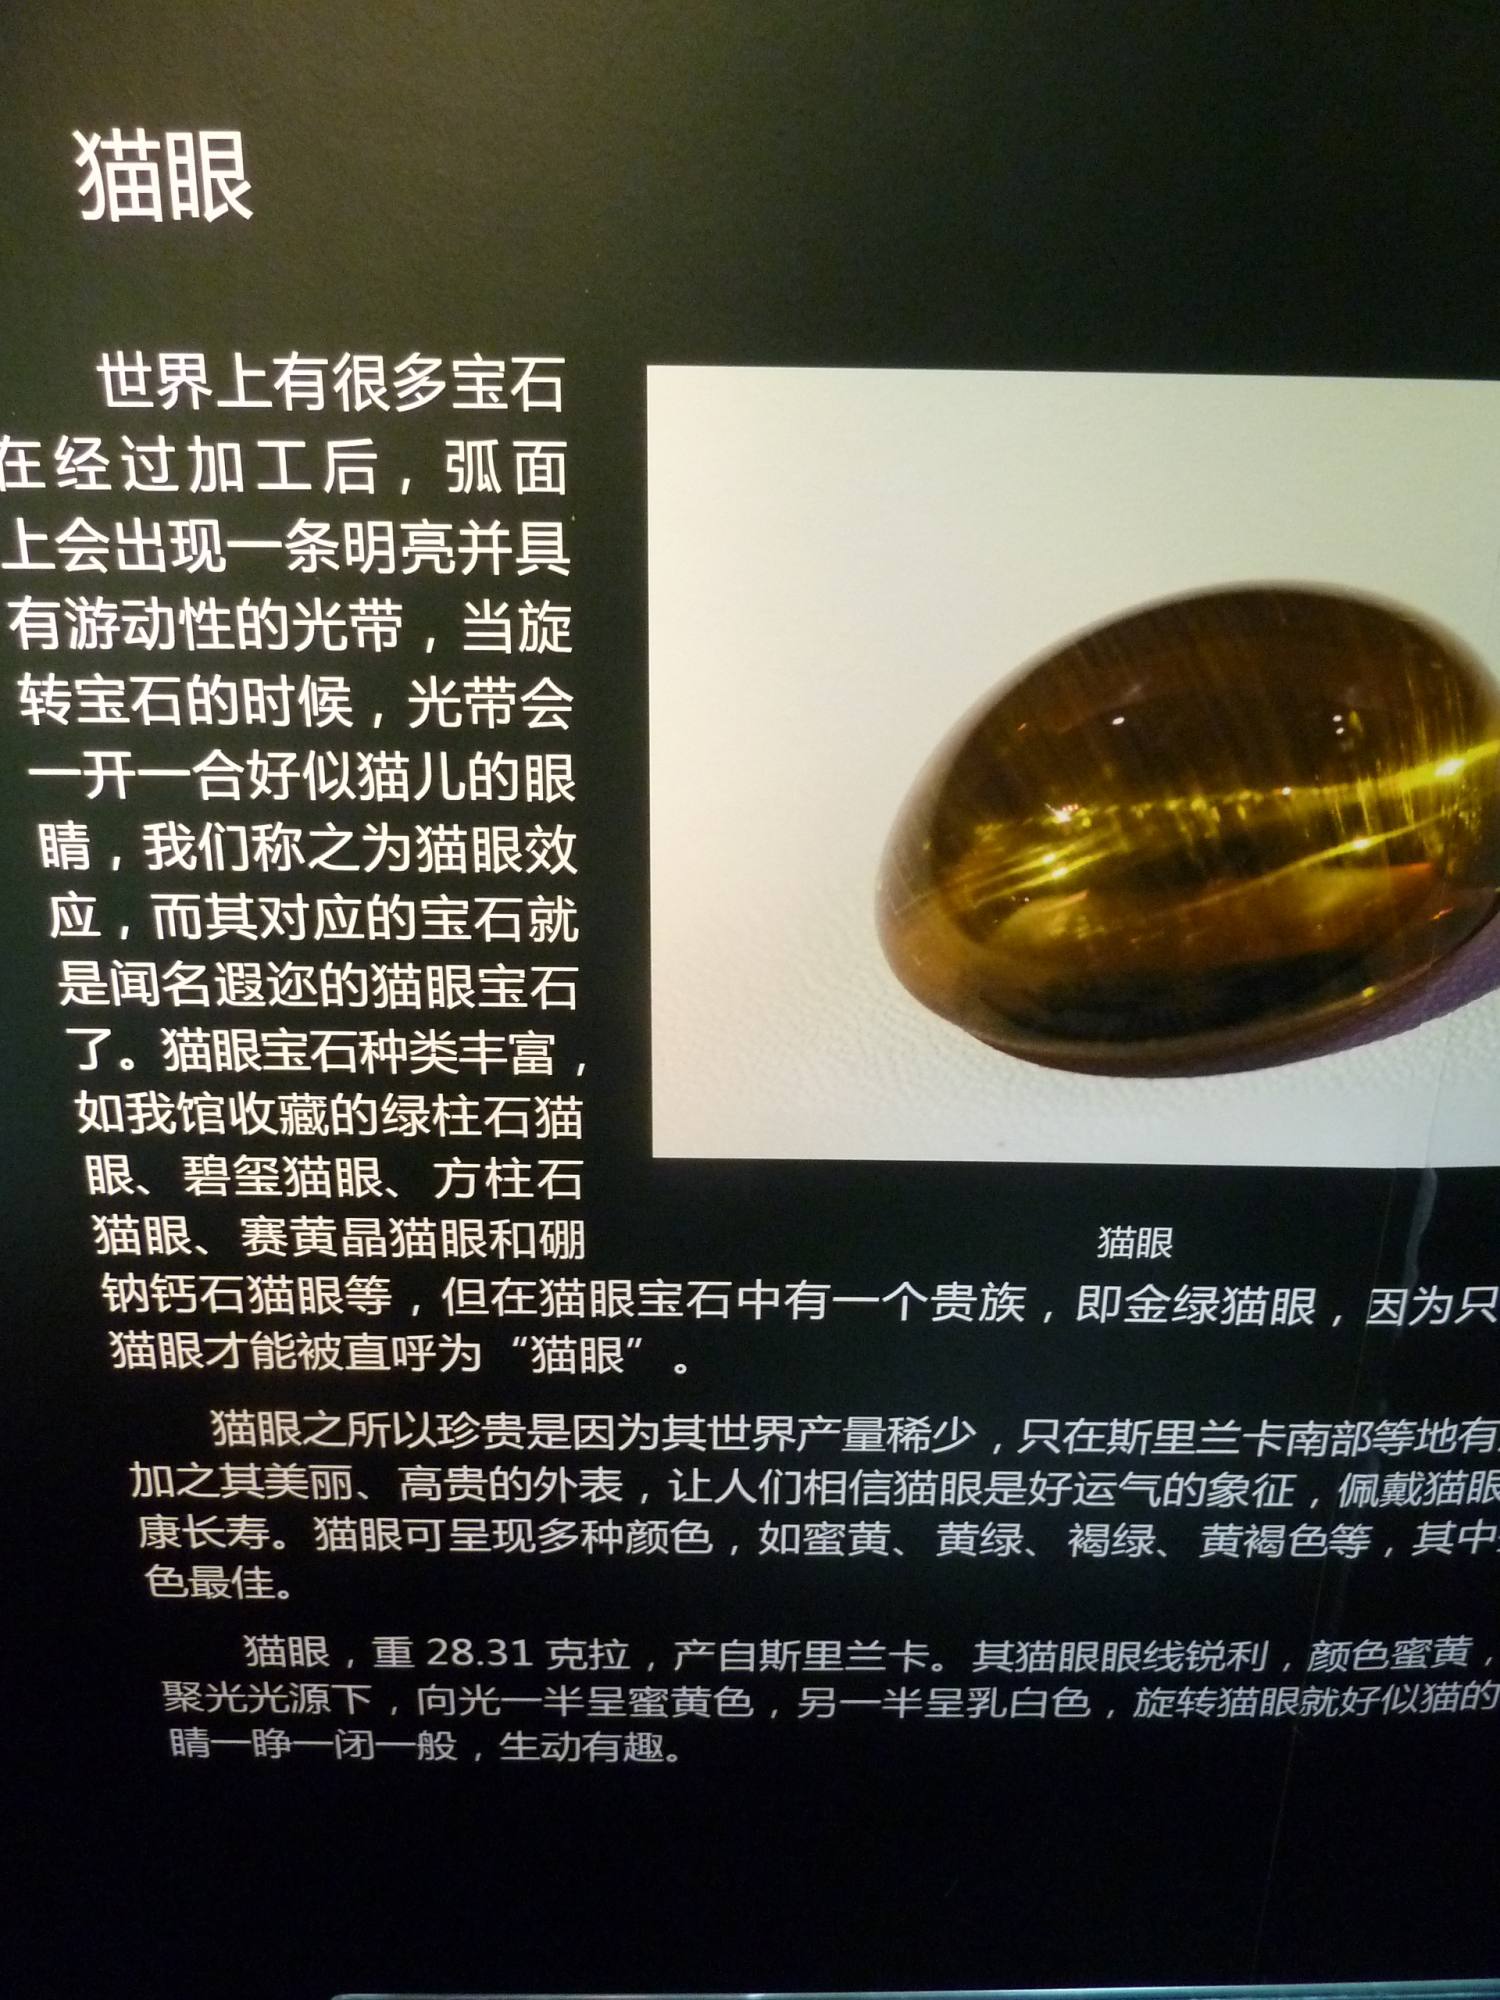 猫眼
世界上有很多宝石
在经过加工后，弧面
上会出现一条明亮并具
有游动性的光带，当旋
转宝石的时候，光带会
一开一合好似猫儿的眼
睛，我们称之为猫眼效
应，而其对应的宝石就
是闻名遐迩的猫眼宝石
了。猫眼宝石种类丰富，
如我馆收藏的绿柱石猫
眼、碧玺猫眼、方柱石
猫眼、赛黄晶猫眼和硼
猫眼
钠钙石猫眼等，但在猫眼宝石中有一个贵族，即金绿猫眼，因为只
猫眼才能被直呼为“猫眼”。
猫眼之所以珍贵是因为其世界产量稀少，只在斯里兰卡南部等地有
加之其美丽、高贵的外表，让人们相信猫眼是好运气的象征，佩戴猫眼
康长寿。猫眼可呈现多种颜色，如蜜黄、黄绿、褐绿、黄褐色等，其中
色最佳。
猫眼，重 28.31 克拉，产自斯里兰卡。其猫眼眼线锐利，颜色蜜黄，
聚光光源下，向光一半呈蜜黄色，另一半呈乳白色，旋转猫眼就好似猫的
睛一睁一闭一般，生动有趣。